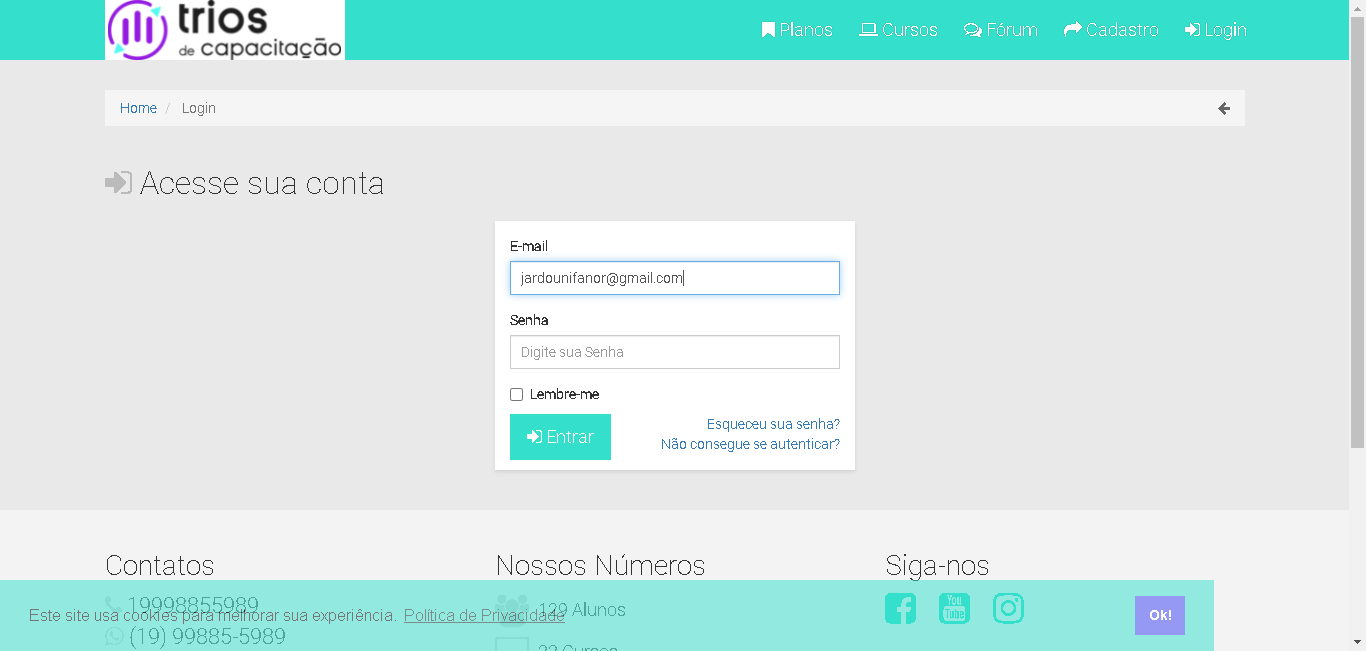 trios
de capacitação
Planos Cursos Fórum Cadastro Login
Home / Login
Acesse sua conta
E-mail
jardounifanor@gmail.com
Senha
Digite sua Senha
Lembre-me
Entrar
Esqueceu sua senha?
Não consegue se autenticar?
Contatos
19998855989
(19) 99885-5989
Nossos Números
129 Alunos
Cursos
Siga-nos
You
Tube
Este site usa cookies para melhorar sua experiência. Política de Privacidade
Ok!